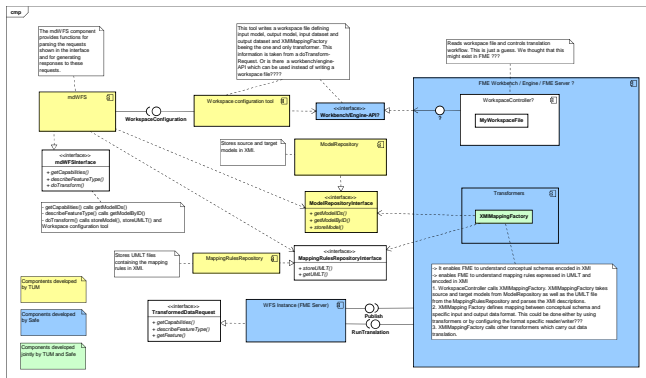 cmp
The mdWFS component
provides functions for
parsing the requests
shown in the interface
and for generating
responses to these
requests.
This tool writes a workspace file defining
input model, output model, input dataset and
output dataset and XMIMappingFactory
beeing the one and only transformer. This
information is taken from a doTransform-
Request. Or is there a workbench/engine-
API which can be used instead of writing a
workspace file????
Reads workspace file and controls translation
workflow. This is just a guess. We thought that this
might exist in FME ???
FME Workbench / Engine / FME Server ?
mdWFS
WorkspaceConfiguration
Workspace configuration tool
«interface»
Workbench/Engine-API?
?
WorkspaceController?
MyWorkspaceFile
«interface»
mdWFSInterface
+ getCapabilities()
+ describeFeatureType()
+ doTransform()
Stores source and target
models in XMI.
ModelRepository
- getCapabilities() calls getModelIDs()
- describeFeatureType() calls getModelByID()
- doTransform() calls storeModel(), storeUMLT() and
Workspace configuration tool
«interface»
ModelRepositoryInterface
+ getModelIDs()
+ getModelByID()
+ storeModel()
Transformers
XMIMappingFactory
Stores UMLT files
containing the mapping
rules in XMI.
MappingRulesRepository
«interface»
MappingRulesRepositoryInterface
+ storeUMLT()
+ getUMLT()
-> It enables FME to understand conceptual schemas encoded in XMI
-> enables FME to understand mapping rules expressed in UMLT and
encoded in XMI
1. WorkspaceController calls XMIMappingFactory. XMIMappingFactory takes
source and target models from ModelRepository as well as the UMLT file
from the MappingRulesRepository and parses the XMI descriptions.
2. XMIMappingFactory defines mapping between conceptual schema and
specific input and output data format. This could be done either by using
transformers or by configuring the format specific reader/writer???
3. XMIMappingFactory calls other transformers which carry out data
translation.
Components developed
by TUM
Components developed
by Safe
Components developed
jointly by TUM and Safe
«interface»
TransformedDataRequest
+ getCapabilities()
+ describeFeatureType()
+ getFeature()
WFS Instance (FME Server)
Publish
RunTranslation